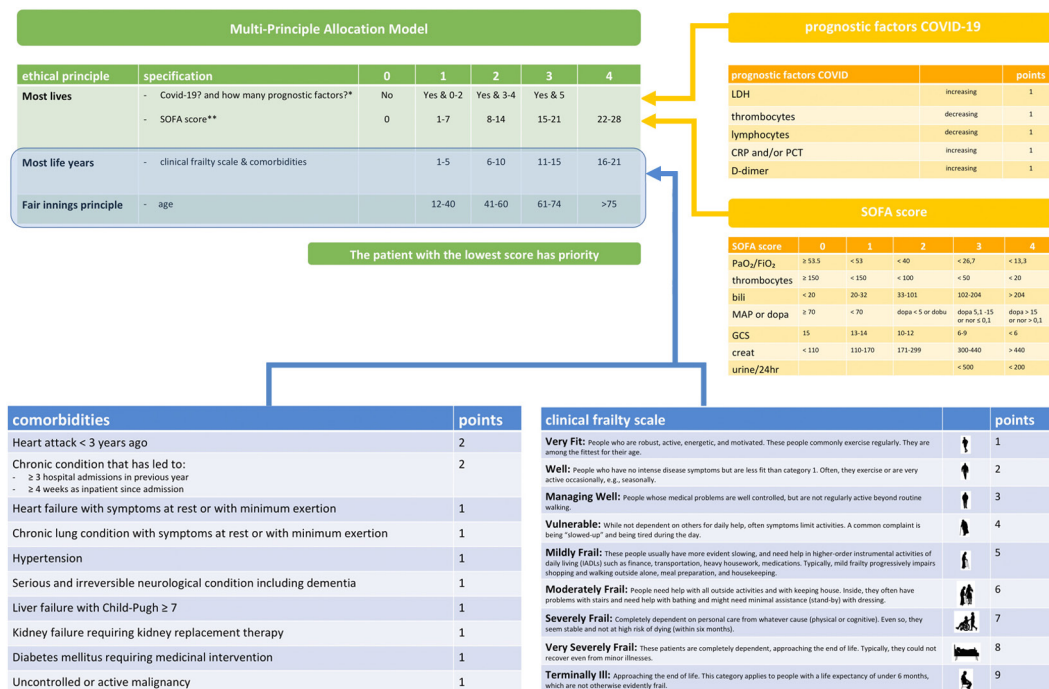 Multi-Principle Allocation Model
ethical principle specification 0 1 2 3 4
Most lives - Covid-19? and how many prognostic factors?* No Yes & 0-2 Yes & 3-4 Yes & 5
- SOFA score** 0 1-7 8-14 15-21 22-28
Most life years - clinical frailty scale & comorbidities 1-5 6-10 11-15 16-21
Fair innings principle - age 12-40 41-60 61-74 >75
The patient with the lowest score has priority
prognostic factors COVID-19
prognostic factors COVID points
LDH increasing 1
thrombocytes decreasing 1
lymphocytes decreasing 1
CRP and/or PCT increasing 1
D-dimer increasing 1
SOFA score
SOFA score 0 1 2 3 4
PaO₂/FiO₂ ≥ 53.5 < 53 < 40 < 26,7 < 13,3
thrombocytes ≥ 150 < 150 < 100 < 50 < 20
bili < 20 20-32 33-101 102-204 > 204
MAP or dopa ≥ 70 < 70 dopa < 5 or dobu dopa 5,1 -15 dopa > 15
or nor ≤ 0,1 or nor > 0,1
GCS 15 13-14 10-12 6-9 < 6
creat < 110 110-170 171-299 300-440 > 440
urine/24hr < 500 < 200
comorbidities points
Heart attack < 3 years ago 2
Chronic condition that has led to: 2
- ≥ 3 hospital admissions in previous year
- ≥ 4 weeks as inpatient since admission
Heart failure with symptoms at rest or with minimum exertion 1
Chronic lung condition with symptoms at rest or with minimum exertion 1
Hypertension 1
Serious and irreversible neurological condition including dementia 1
Liver failure with Child-Pugh ≥ 7 1
Kidney failure requiring kidney replacement therapy 1
Diabetes mellitus requiring medicinal intervention 1
Uncontrolled or active malignancy 1
clinical frailty scale points
Very Fit: People who are robust, active, energetic, and motivated. These people commonly exercise regularly. They are 1
among the fittest for their age.
Well: People who have no intense disease symptoms but are less fit than category 1. Often, they exercise or are very 2
active occasionally, e.g., seasonally.
Managing Well: People whose medical problems are well controlled, but are not regularly active beyond routine 3
walking.
Vulnerable: While not dependent on others for daily help, often symptoms limit activities. A common complaint is 4
being "slowed-up" and being tired during the day.
Mildly Frail: These people usually have more evident slowing, and need help in higher-order instrumental activities of 5
daily living (IADLs) such as finance, transportation, heavy housework, medications. Typically, mild frailty progressively impairs
shopping and walking outside alone, meal preparation, and housekeeping.
Moderately Frail: People need help with all outside activities and with keeping house. Inside, they often have 6
problems with stairs and need help with bathing and might need minimal assistance (stand-by) with dressing.
Severely Frail: Completely dependent on personal care from whatever cause (physical or cognitive). Even so, they 7
seem stable and not at high risk of dying (within six months).
Very Severely Frail: These patients are completely dependent, approaching the end of life. Typically, they could not 8
recover even from minor illnesses.
Terminally Ill: Approaching the end of life. This category applies to people with a life expectancy of under 6 months, 9
which are not otherwise evidently frail.